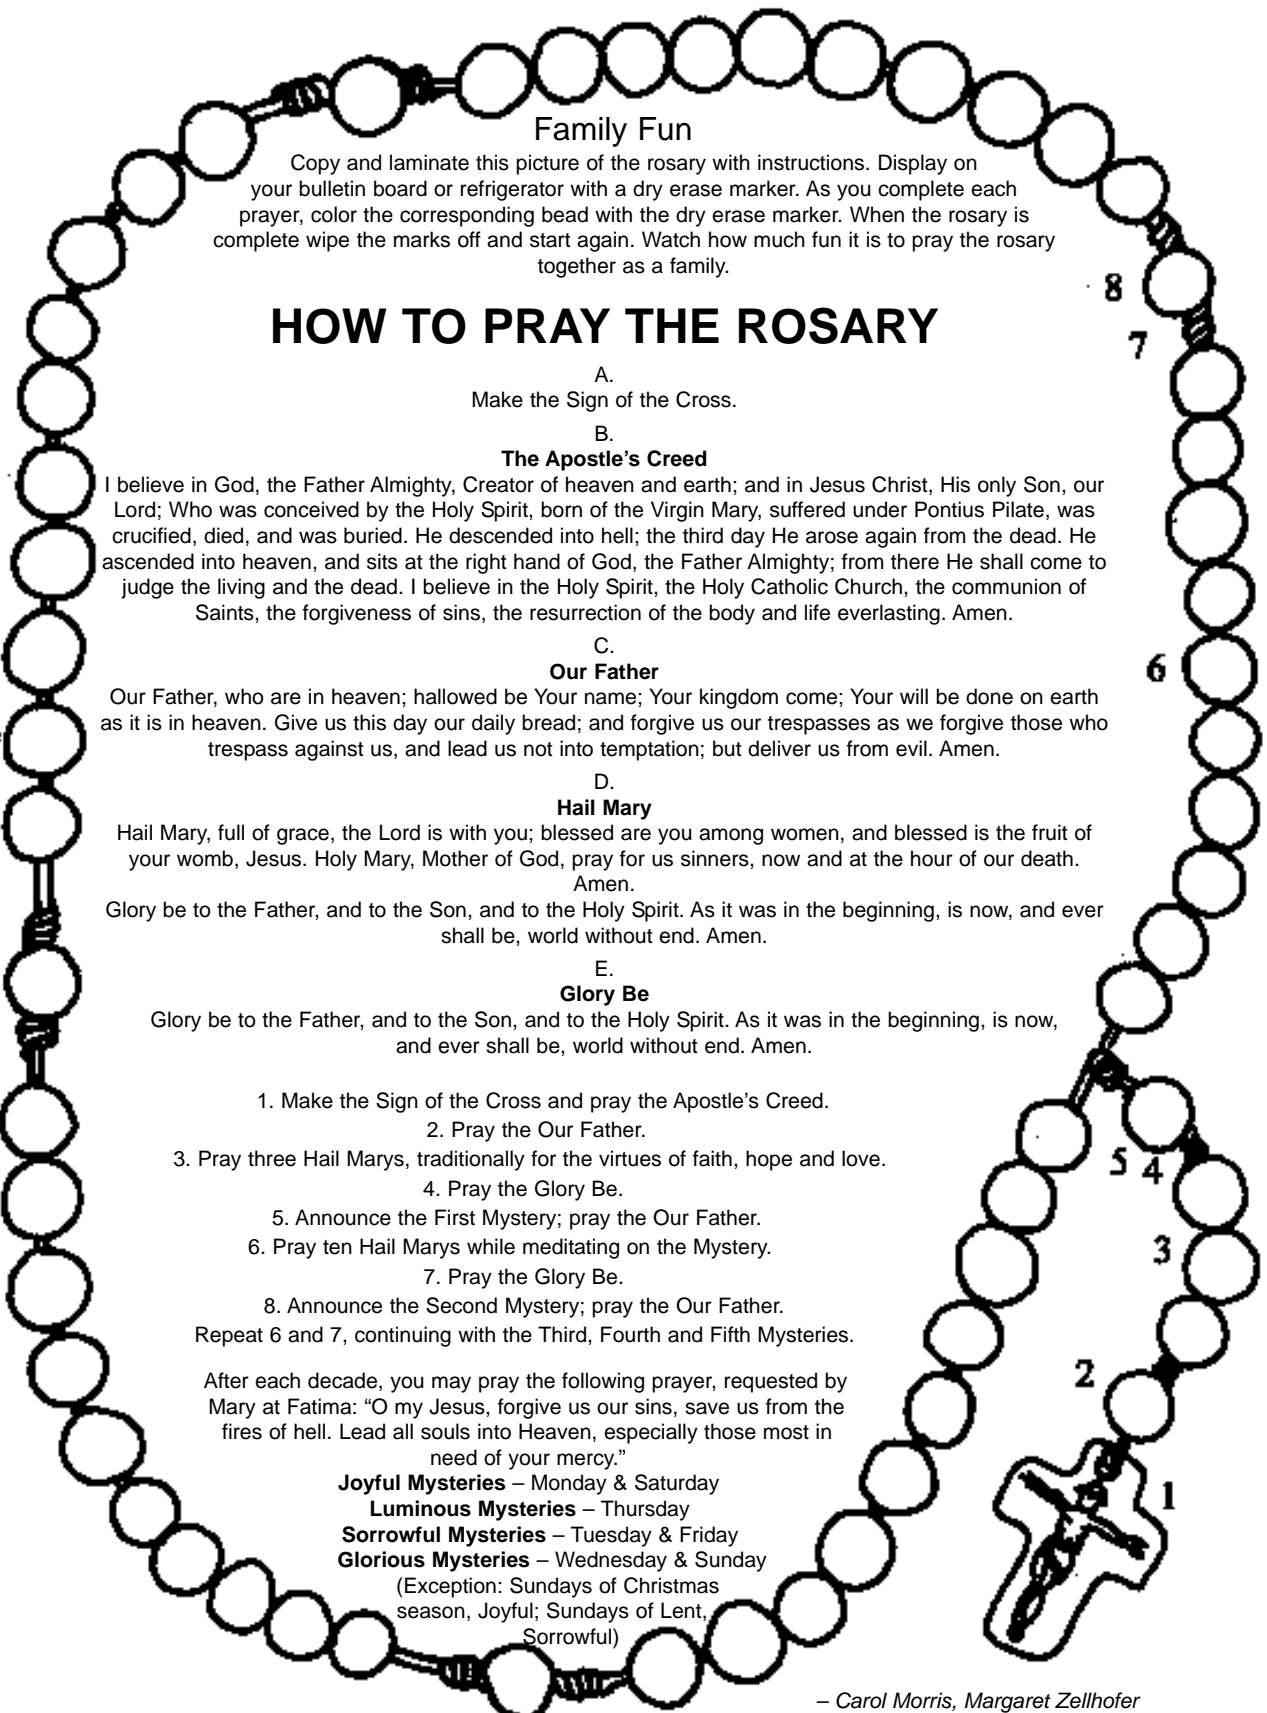 Family Fun
Copy and laminate this picture of the rosary with instructions. Display on
your bulletin board or refrigerator with a dry erase marker. As you complete each
prayer, color the corresponding bead with the dry erase marker. When the rosary is
complete wipe the marks off and start again. Watch how much fun it is to pray the rosary
together as a family.
HOW TO PRAY THE ROSARY
A.
Make the Sign of the Cross.
B.
The Apostle’s Creed
I believe in God, the Father Almighty, Creator of heaven and earth; and in Jesus Christ, His only Son, our
Lord; Who was conceived by the Holy Spirit, born of the Virgin Mary, suffered under Pontius Pilate, was
crucified, died, and was buried. He descended into hell; the third day He arose again from the dead. He
ascended into heaven, and sits at the right hand of God, the Father Almighty; from there He shall come to
judge the living and the dead. I believe in the Holy Spirit, the Holy Catholic Church, the communion of
Saints, the forgiveness of sins, the resurrection of the body and life everlasting. Amen.
C.
Our Father
Our Father, who are in heaven; hallowed be Your name; Your kingdom come; Your will be done on earth
as it is in heaven. Give us this day our daily bread; and forgive us our trespasses as we forgive those who
trespass against us, and lead us not into temptation; but deliver us from evil. Amen.
D.
Hail Mary
Hail Mary, full of grace, the Lord is with you; blessed are you among women, and blessed is the fruit of
your womb, Jesus. Holy Mary, Mother of God, pray for us sinners, now and at the hour of our death.
Amen.
Glory be to the Father, and to the Son, and to the Holy Spirit. As it was in the beginning, is now, and ever
shall be, world without end. Amen.
E.
Glory Be
Glory be to the Father, and to the Son, and to the Holy Spirit. As it was in the beginning, is now,
and ever shall be, world without end. Amen.
1. Make the Sign of the Cross and pray the Apostle’s Creed.
2. Pray the Our Father.
3. Pray three Hail Marys, traditionally for the virtues of faith, hope and love.
4. Pray the Glory Be.
5. Announce the First Mystery; pray the Our Father.
6. Pray ten Hail Marys while meditating on the Mystery.
7. Pray the Glory Be.
8. Announce the Second Mystery; pray the Our Father.
Repeat 6 and 7, continuing with the Third, Fourth and Fifth Mysteries.
After each decade, you may pray the following prayer, requested by
Mary at Fatima: “O my Jesus, forgive us our sins, save us from the
fires of hell. Lead all souls into Heaven, especially those most in
need of your mercy.”
Joyful Mysteries – Monday & Saturday
Luminous Mysteries – Thursday
Sorrowful Mysteries – Tuesday & Friday
Glorious Mysteries – Wednesday & Sunday
(Exception: Sundays of Christmas
season, Joyful; Sundays of Lent,
Sorrowful)
– Carol Morris, Margaret Zellhofer
8
7
6
5 4
3
2
1